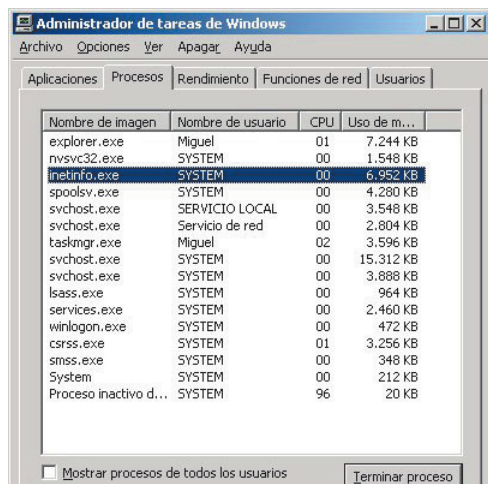 Administrador de tareas de Windows
Archivo Opciones Ver Apagar Ayuda
Aplicaciones Procesos Rendimiento Funciones de red Usuarios
Nombre de imagen Nombre de usuario CPU Uso de m...
explorer.exe Miguel 01 7.244 KB
nvsvc32.exe SYSTEM 00 1.548 KB
inetinfo.exe SYSTEM 00 6.952 KB
spoolsv.exe SYSTEM 00 4.280 KB
svchost.exe SERVICIO LOCAL 00 3.548 KB
svchost.exe Servicio de red 00 2.804 KB
taskmgr.exe Miguel 02 3.596 KB
svchost.exe SYSTEM 00 15.312 KB
svchost.exe SYSTEM 00 3.888 KB
lsass.exe SYSTEM 00 964 KB
services.exe SYSTEM 00 2.460 KB
winlogon.exe SYSTEM 00 472 KB
csrss.exe SYSTEM 01 3.256 KB
smss.exe SYSTEM 00 348 KB
System SYSTEM 00 212 KB
Proceso inactivo d... SYSTEM 96 20 KB
Mostrar procesos de todos los usuarios Terminar proceso